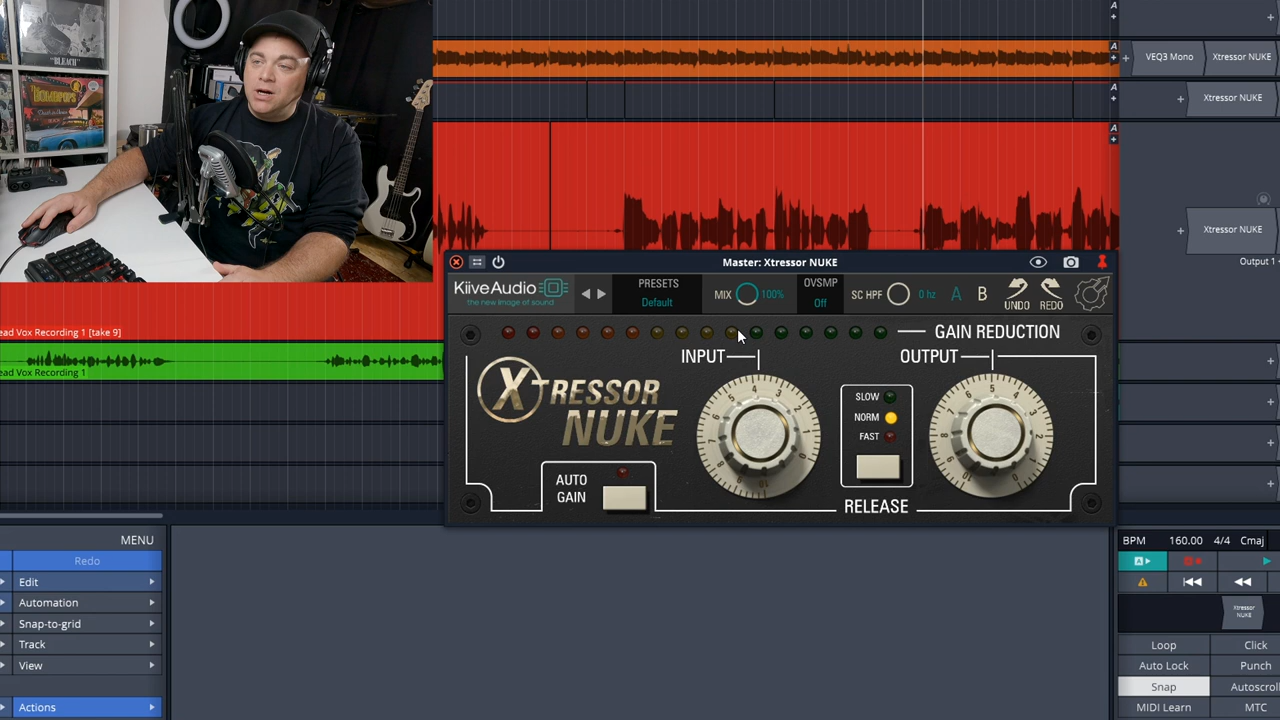 "BLEACH"
A
A
VEQ3 Mono
Xtressor NUKE
A
Xtressor NUKE
A
Xtressor NUKE
Output 1
Master: Xtressor NUKE
KiiveAudio
the new image of sound
PRESETS
Default
MIX
100%
OVSMP
Off
SC HPF
0 hz
A
B
UNDO
REDO
GAIN REDUCTION
INPUT
OUTPUT
XTRESSOR
NUKE
SLOW
NORM
FAST
AUTO
GAIN
RELEASE
ead Vox Recording 1 [take 9]
ead Vox Recording 1
MENU
Redo
Edit
Automation
Snap-to-grid
Track
View
Actions
BPM
160.00
4/4
Cmaj
Xtressor
NUKE
Loop
Click
Auto Lock
Punch
Snap
Autoscroll
MIDI Learn
MTC